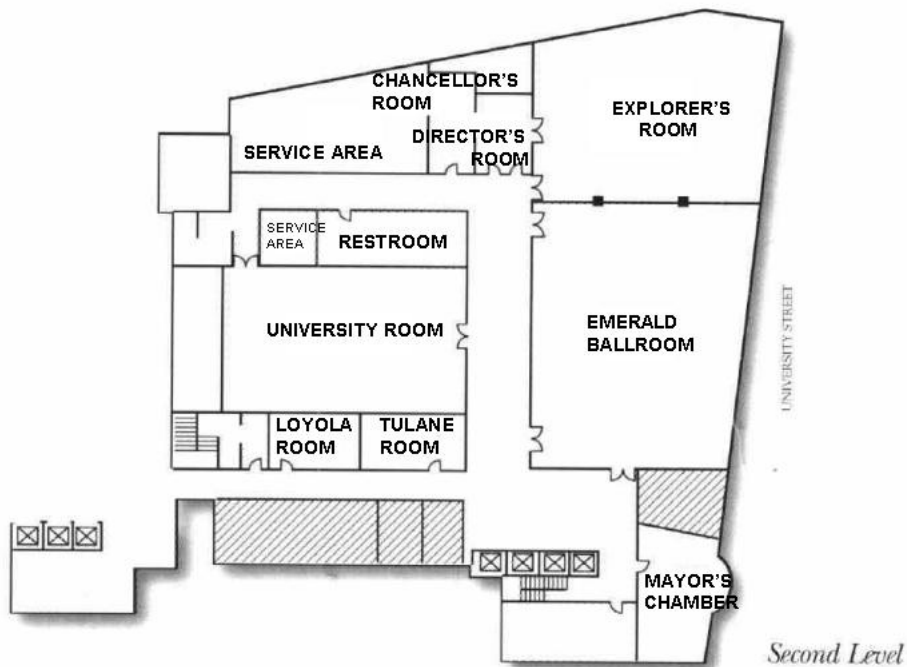 CHANCELLOR'S
ROOM
EXPLORER'S
ROOM
DIRECTOR'S
ROOM
SERVICE AREA
SERVICE
AREA
RESTROOM
UNIVERSITY ROOM
EMERALD
BALLROOM
UNIVERSITY STREET
LOYOLA
ROOM
TULANE
ROOM
MAYOR'S
CHAMBER
Second Level